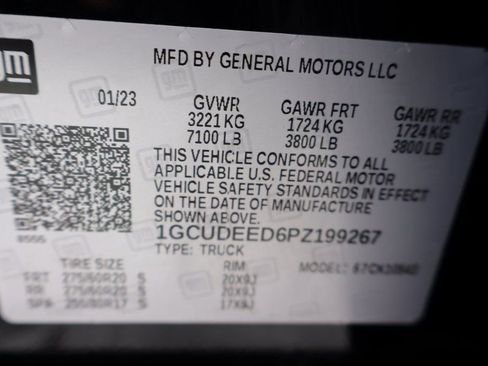 gm
MFD BY GENERAL MOTORS LLC
01/23 GVWR GAWR FRT GAWR RR
3221 KG 1724 KG 1724 KG
7100 LB 3800 LB 3800 LB
THIS VEHICLE CONFORMS TO ALL
APPLICABLE U.S. FEDERAL MOTOR
VEHICLE SAFETY STANDARDS IN EFFECT
ON THE DATE OF MANUFACTURE
SHOWN ABOVE.
1GCUDEED6PZ199267
TYPE: TRUCK
TIRE SIZE RIM MODEL:
FRT 275/60R20 S 20X9J
RR 275/60R20 S 20X9J
SPA 255/80R17 S 17X8J